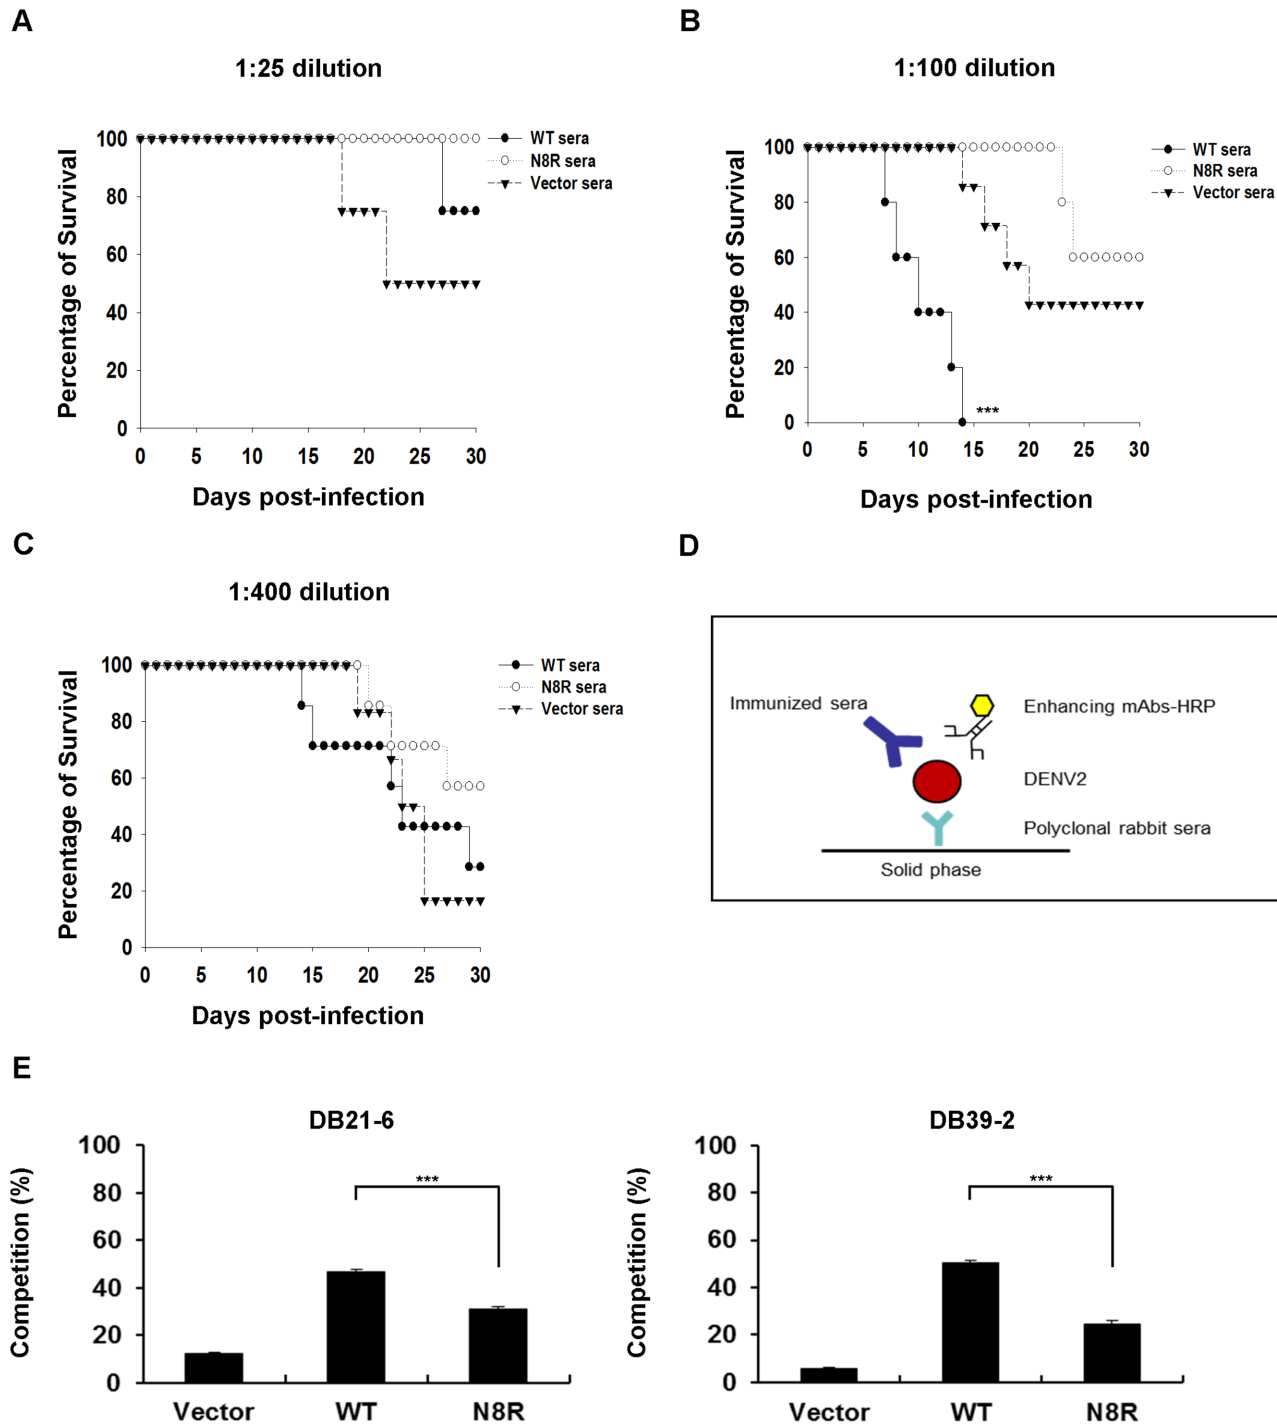 A
1:25 dilution
Percentage of Survival
100
80
60
40
20
0
0 5 10 15 20 25 30
Days post-infection
WT sera
N8R sera
Vector sera
B
1:100 dilution
Percentage of Survival
100
80
60
40
20
0
***
0 5 10 15 20 25 30
Days post-infection
WT sera
N8R sera
Vector sera
C
1:400 dilution
Percentage of Survival
100
80
60
40
20
0
0 5 10 15 20 25 30
Days post-infection
WT sera
N8R sera
Vector sera
D
Immunized sera
Enhancing mAbs-HRP
DENV2
Polyclonal rabbit sera
Solid phase
E
DB21-6
Competition (%)
100
80
60
40
20
0
***
Vector WT N8R
DB39-2
Competition (%)
100
80
60
40
20
0
***
Vector WT N8R